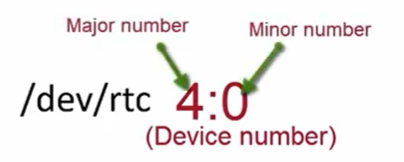 Major number Minor number
/dev/rtc 4:0
(Device number)